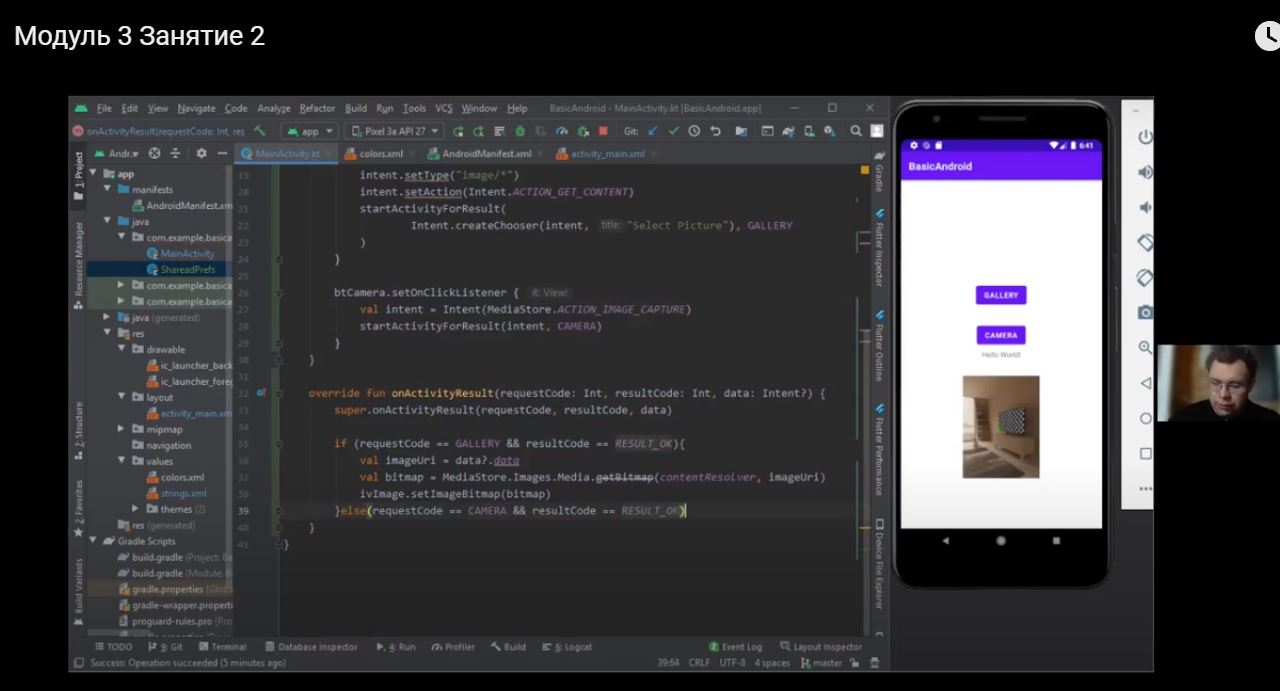 Модуль 3 Занятие 2
File Edit View Navigate Code Analyze Refactor Build Run Tools VCS Window Help BasicAndroid - MainActivity.kt [BasicAndroid.app]
onActivityResult(requestCode: Int, res
app
Pixel 3a API 27
Git:
1: Project
Resource Manager
Z: Structure
2: Favorites
Build Variants
Andr..
app
manifests
AndroidManifest.xm
java
com.example.basica
MainActivity
ShareadPrefs
com.example.basica
com.example.basica
java (generated)
res
drawable
ic_launcher_back
ic_launcher_foreg
layout
activity_main.xm
mipmap
navigation
values
colors.xml
strings.xml
themes (2)
res (generated)
Gradle Scripts
build.gradle (Project: Ba
build.gradle (Module: B
gradle.properties (Glob
gradle-wrapper.properti
proguard-rules.pro (Pro
MainActivity.kt colors.xml AndroidManifest.xml activity_main.xml
19 intent.setType("image/*")
20 intent.setAction(Intent.ACTION_GET_CONTENT)
21 startActivityForResult(
22 Intent.createChooser(intent, title: "Select Picture"), GALLERY
23 )
24 }
25
26 btCamera.setOnClickListener { it: View!
27 val intent = Intent(MediaStore.ACTION_IMAGE_CAPTURE)
28 startActivityForResult(intent, CAMERA)
29 }
30 }
31
32 override fun onActivityResult(requestCode: Int, resultCode: Int, data: Intent?) {
33 super.onActivityResult(requestCode, resultCode, data)
34
35 if (requestCode == GALLERY && resultCode == RESULT_OK){
36 val imageUri = data?.data
37 val bitmap = MediaStore.Images.Media.getBitmap(contentResolver, imageUri)
38 ivImage.setImageBitmap(bitmap)
39 }else(requestCode == CAMERA && resultCode == RESULT_OK)
40 }
41 }
Gradle
Flutter Inspector
Flutter Outline
Flutter Performance
Device File Explorer
TODO 9: Git Terminal Database Inspector 4: Run Profiler Build 6: Logcat Event Log Layout Inspector
Success: Operation succeeded (5 minutes ago) 39:64 CRLF UTF-8 4 spaces master
6:41
BasicAndroid
GALLERY
CAMERA
Hello World!